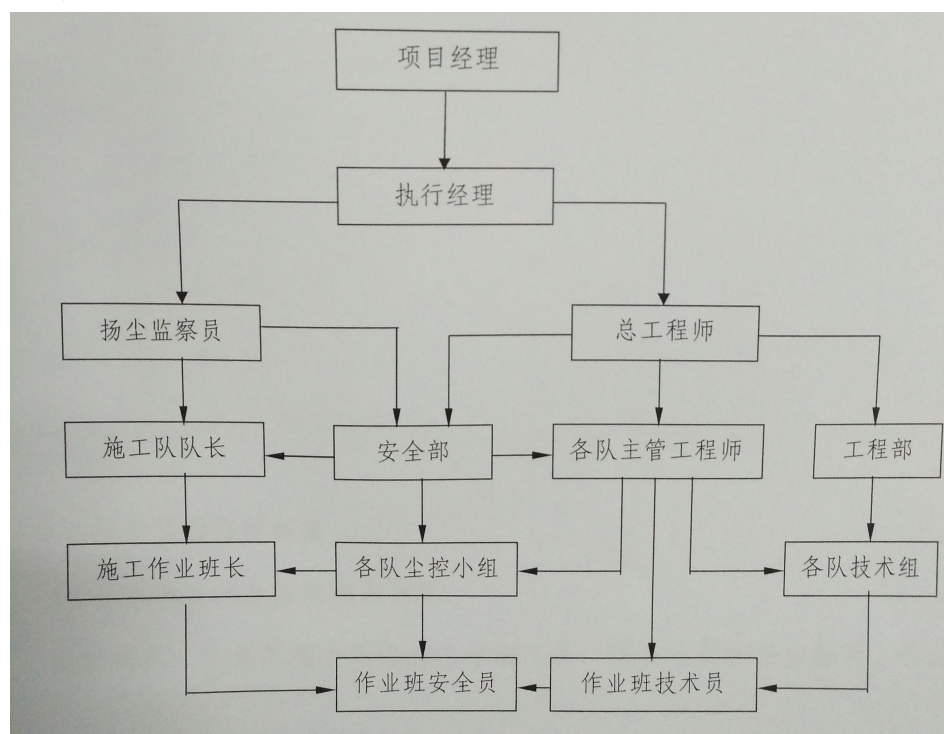 项目经理
执行经理
扬尘监察员
总工程师
施工队队长
安全部
各队主管工程师
工程部
施工作业班长
各队尘控小组
各队技术组
作业班安全员
作业班技术员